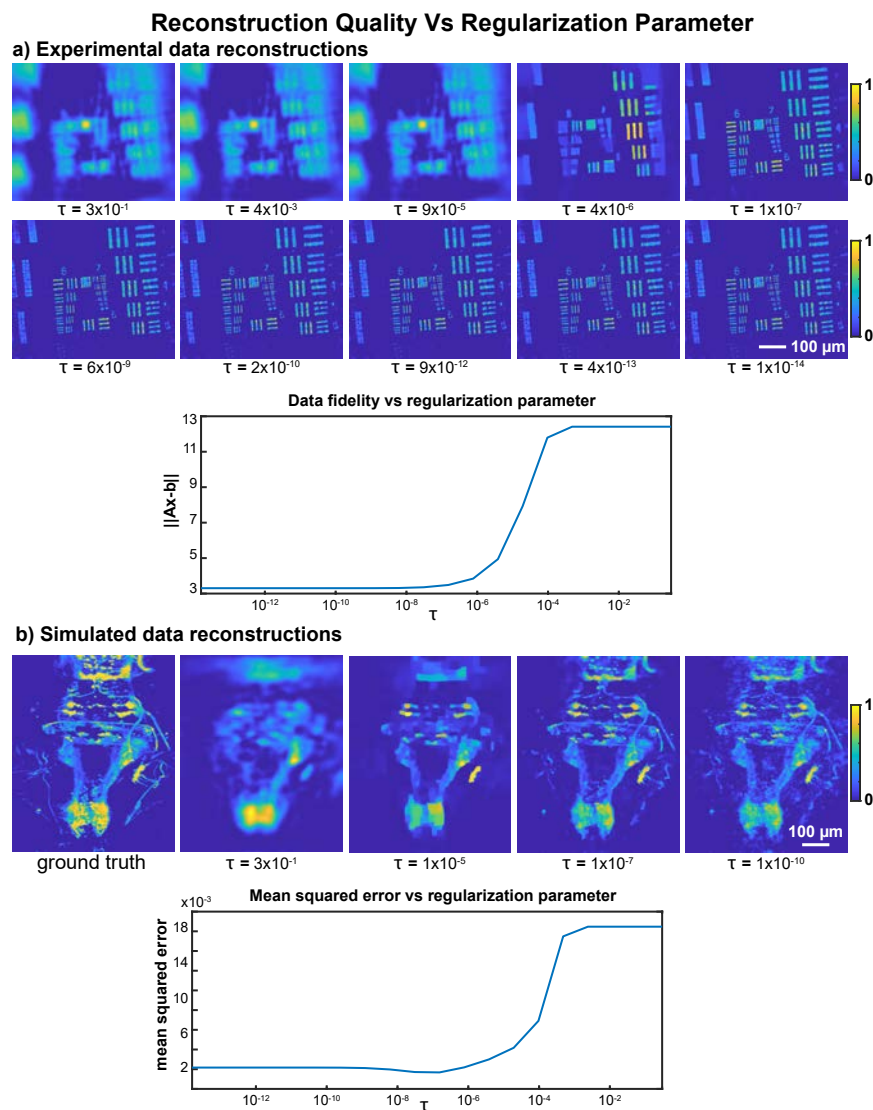 Reconstruction Quality Vs Regularization Parameter
a) Experimental data reconstructions
1
0
τ = 3x10⁻¹ τ = 4x10⁻³ τ = 9x10⁻⁵ τ = 4x10⁻⁶ τ = 1x10⁻⁷
6 7
1
0
100 µm
τ = 6x10⁻⁹ τ = 2x10⁻¹⁰ τ = 9x10⁻¹² τ = 4x10⁻¹³ τ = 1x10⁻¹⁴
Data fidelity vs regularization parameter
13
11
9
7
5
3
||Ax-b||
10⁻¹² 10⁻¹⁰ 10⁻⁸ 10⁻⁶ 10⁻⁴ 10⁻²
τ
b) Simulated data reconstructions
1
0
100 µm
ground truth τ = 3x10⁻¹ τ = 1x10⁻⁵ τ = 1x10⁻⁷ τ = 1x10⁻¹⁰
Mean squared error vs regularization parameter
x10⁻³
18
14
10
6
2
mean squared error
10⁻¹² 10⁻¹⁰ 10⁻⁸ 10⁻⁶ 10⁻⁴ 10⁻²
τ